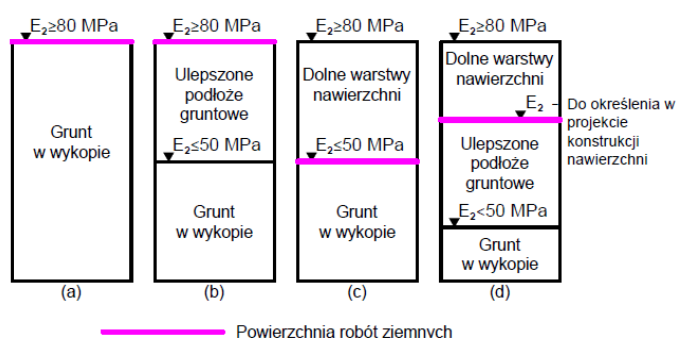 E₂≥80 MPa
Grunt
w wykopie
(a)
E₂≥80 MPa
Ulepszone
podłoże
gruntowe
E₂≤50 MPa
Grunt
w wykopie
(b)
E₂≥80 MPa
Dolne warstwy
nawierzchni
E₂≤50 MPa
Grunt
w wykopie
(c)
E₂≥80 MPa
Dolne warstwy
nawierzchni
E₂ – Do określenia w
projekcie
konstrukcji
nawierzchni
Ulepszone
podłoże
gruntowe
E₂<50 MPa
Grunt
w wykopie
(d)
Powierzchnia robót ziemnych